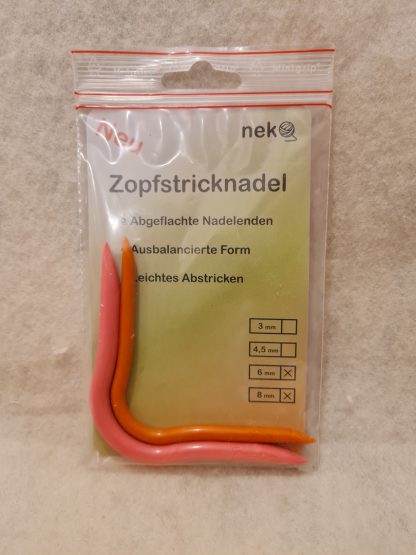 Neu
neko
Zopfstricknadel
Abgeflachte Nadelenden
Ausbalancierte Form
Leichtes Abstricken
3 mm
4,5 mm
6 mm
8 mm